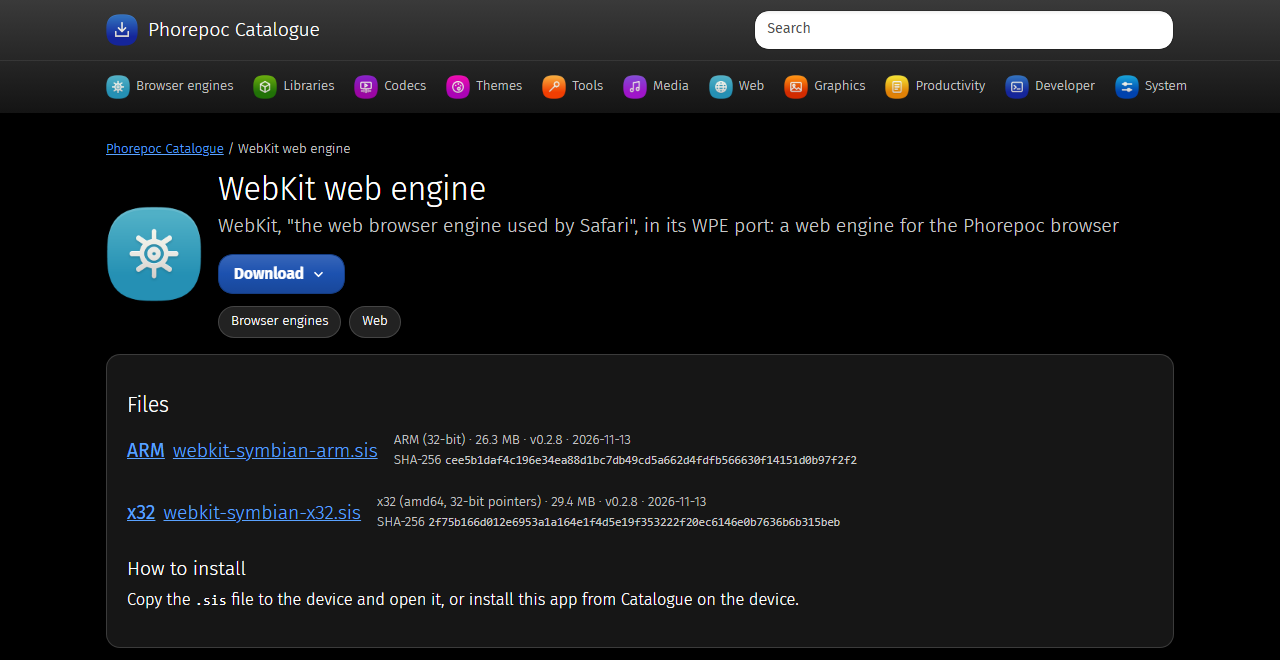 Phorepoc Catalogue
Search
Browser engines
Libraries
Codecs
Themes
Tools
Media
Web
Graphics
Productivity
Developer
System
Phorepoc Catalogue / WebKit web engine
WebKit web engine
WebKit, "the web browser engine used by Safari", in its WPE port: a web engine for the Phorepoc browser
Download
Browser engines
Web
Files
ARM webkit-symbian-arm.sis
ARM (32-bit) · 26.3 MB · v0.2.8 · 2026-11-13
SHA-256 cee5b1daf4c196e34ea88d1bc7db49cd5a662d4fdfb566630f14151d0b97f2f2
x32 webkit-symbian-x32.sis
x32 (amd64, 32-bit pointers) · 29.4 MB · v0.2.8 · 2026-11-13
SHA-256 2f75b166d012e6953a1a164e1f4d5e19f353222f20ec6146e0b7636b6b315beb
How to install
Copy the .sis file to the device and open it, or install this app from Catalogue on the device.